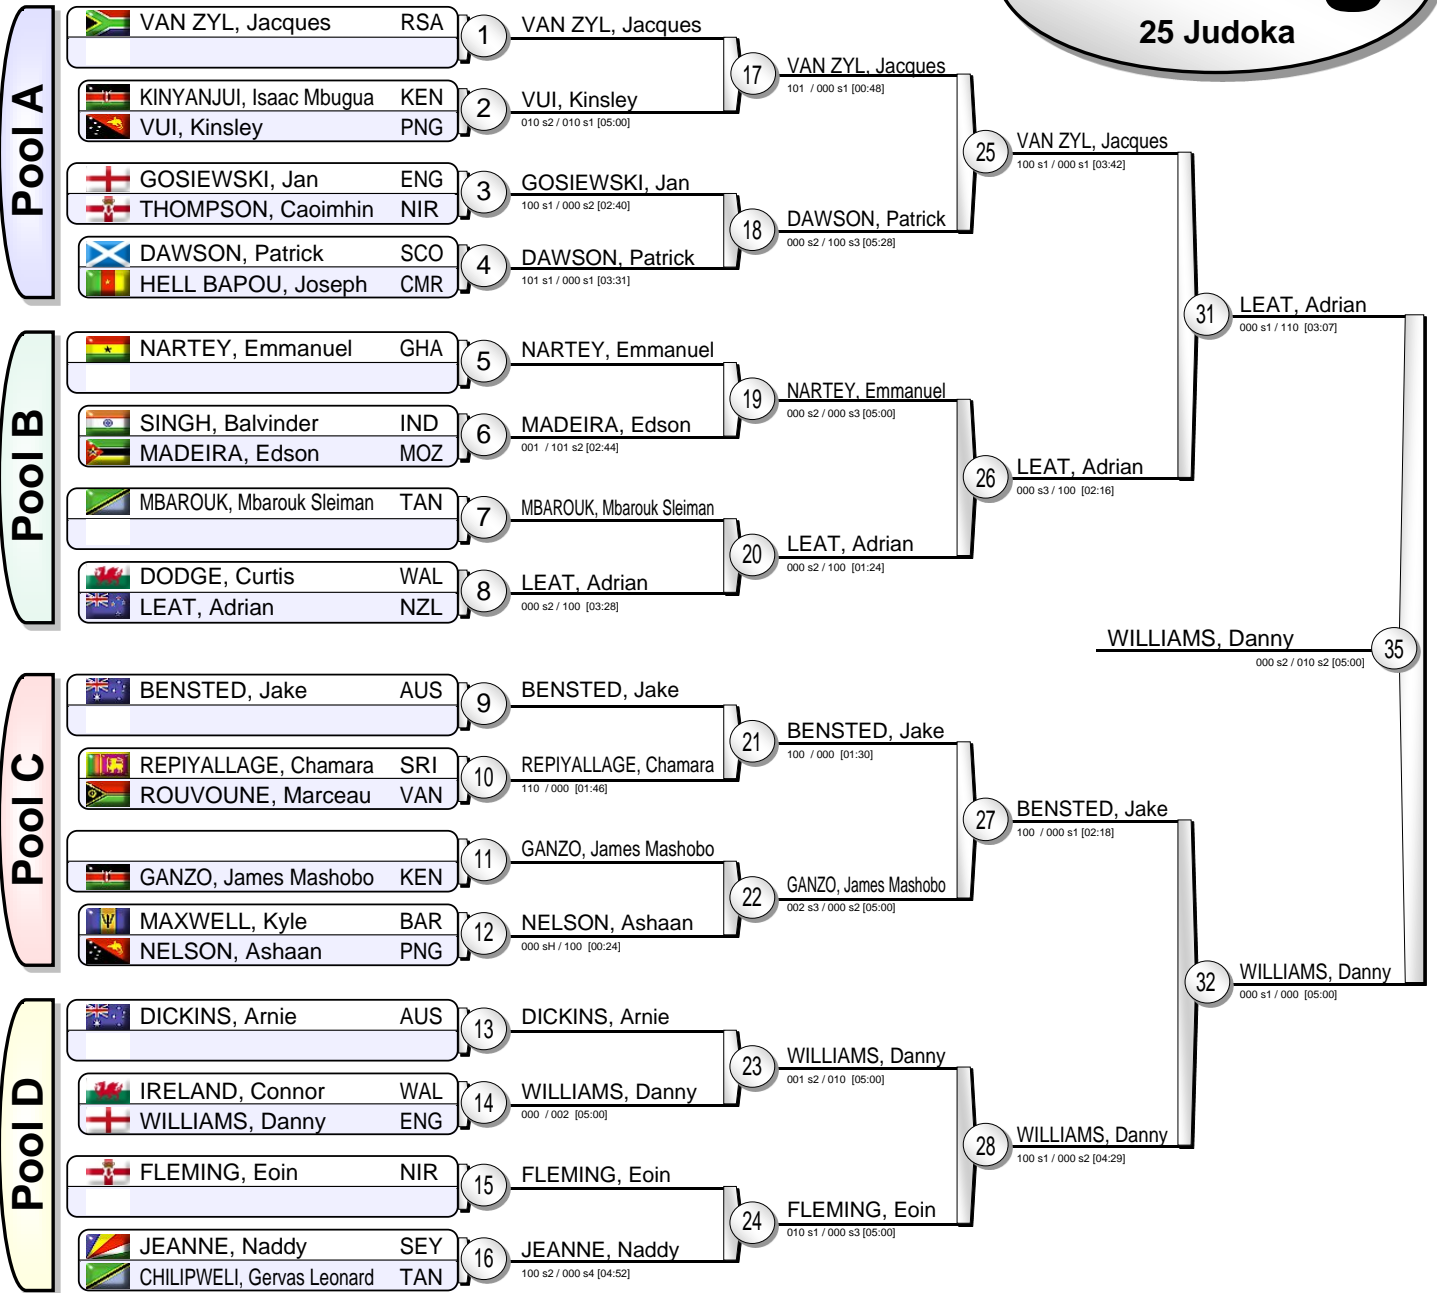 25 Judoka
Pool A
VAN ZYL, Jacques RSA
1
VAN ZYL, Jacques
KINYANJUI, Isaac Mbugua KEN
VUI, Kinsley PNG
2
VUI, Kinsley
010 s2 / 010 s1 [05:00]
17
VAN ZYL, Jacques
101 / 000 s1 [00:48]
GOSIEWSKI, Jan ENG
THOMPSON, Caoimhin NIR
3
GOSIEWSKI, Jan
100 s1 / 000 s2 [02:40]
DAWSON, Patrick SCO
HELL BAPOU, Joseph CMR
4
DAWSON, Patrick
101 s1 / 000 s1 [03:31]
18
DAWSON, Patrick
000 s2 / 100 s3 [05:28]
25
VAN ZYL, Jacques
100 s1 / 000 s1 [03:42]
Pool B
NARTEY, Emmanuel GHA
5
NARTEY, Emmanuel
SINGH, Balvinder IND
MADEIRA, Edson MOZ
6
MADEIRA, Edson
001 / 101 s2 [02:44]
19
NARTEY, Emmanuel
000 s2 / 000 s3 [05:00]
MBAROUK, Mbarouk Sleiman TAN
7
MBAROUK, Mbarouk Sleiman
DODGE, Curtis WAL
LEAT, Adrian NZL
8
LEAT, Adrian
000 s2 / 100 [03:28]
20
LEAT, Adrian
000 s2 / 100 [01:24]
26
LEAT, Adrian
000 s3 / 100 [02:16]
31
LEAT, Adrian
000 s1 / 110 [03:07]
WILLIAMS, Danny
000 s2 / 010 s2 [05:00]
35
Pool C
BENSTED, Jake AUS
9
BENSTED, Jake
REPIYALLAGE, Chamara SRI
ROUVOUNE, Marceau VAN
10
REPIYALLAGE, Chamara
110 / 000 [01:46]
21
BENSTED, Jake
100 / 000 [01:30]
GANZO, James Mashobo KEN
11
GANZO, James Mashobo
MAXWELL, Kyle BAR
NELSON, Ashaan PNG
12
NELSON, Ashaan
000 sH / 100 [00:24]
22
GANZO, James Mashobo
002 s3 / 000 s2 [05:00]
27
BENSTED, Jake
100 / 000 s1 [02:18]
Pool D
DICKINS, Arnie AUS
13
DICKINS, Arnie
IRELAND, Connor WAL
WILLIAMS, Danny ENG
14
WILLIAMS, Danny
000 / 002 [05:00]
23
WILLIAMS, Danny
001 s2 / 010 [05:00]
FLEMING, Eoin NIR
15
FLEMING, Eoin
JEANNE, Naddy SEY
CHILIPWELI, Gervas Leonard TAN
16
JEANNE, Naddy
100 s2 / 000 s4 [04:52]
24
FLEMING, Eoin
010 s1 / 000 s3 [05:00]
28
WILLIAMS, Danny
100 s1 / 000 s2 [04:29]
32
WILLIAMS, Danny
000 s1 / 000 [05:00]